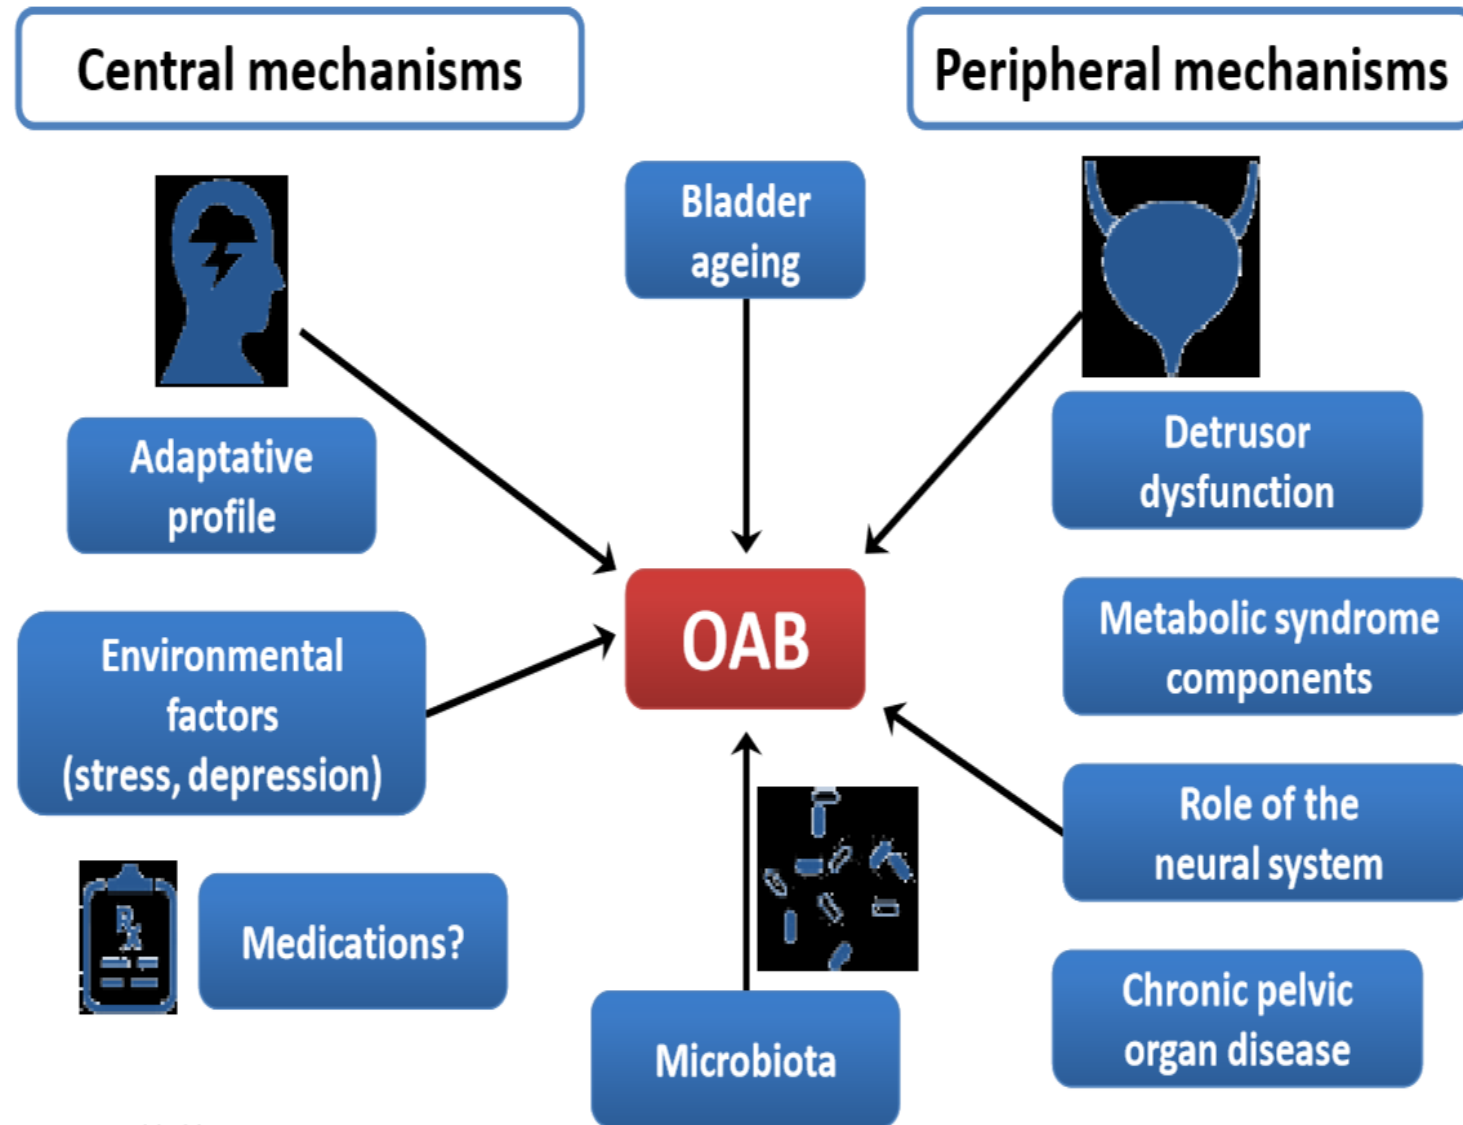 Central mechanisms
Peripheral mechanisms
Bladder
ageing
Adaptative
profile
Detrusor
dysfunction
Environmental
factors
(stress, depression)
OAB
Metabolic syndrome
components
Role of the
neural system
Rx
Medications?
Microbiota
Chronic pelvic
organ disease